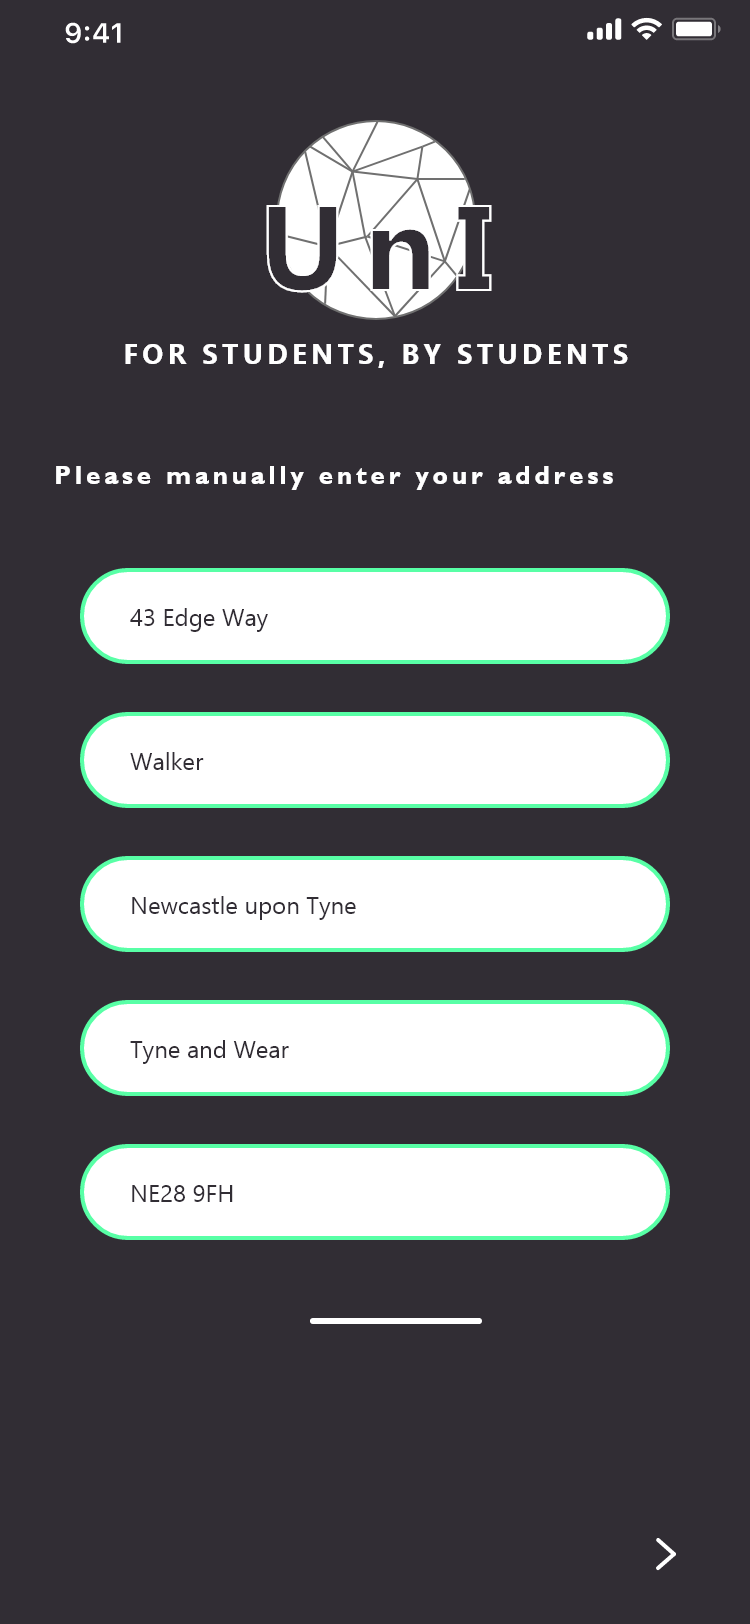 9:41
UnI
FOR STUDENTS, BY STUDENTS
Please manually enter your address
43 Edge Way
Walker
Newcastle upon Tyne
Tyne and Wear
NE28 9FH